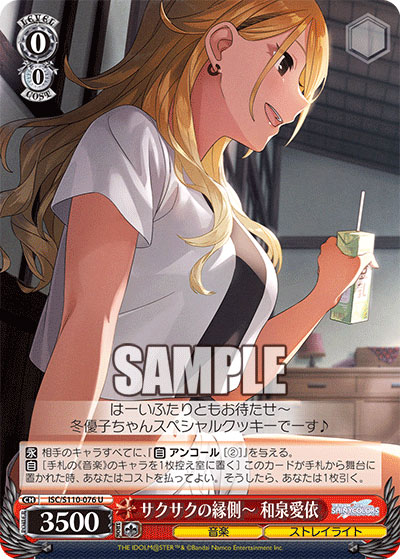 LEVEL
0
0
COST
SAMPLE
はーいふたりともお待たせ~
冬優子ちゃんスペシャルクッキーでーす♪
永 相手のキャラすべてに、『自 アンコール [②]』を与える。
自 [手札の《音楽》のキャラを1枚控え室に置く] このカードが手札から舞台
に置かれた時、あなたはコストを払ってよい。そうしたら、あなたは1枚引く。
CH ISC/S110-076 U
3500
サクサクの縁側~ 和泉愛依
SHINYCOLORS
音楽
ストレイライト
THE IDOLM@STER™& ©Bandai Namco Entertainment Inc.